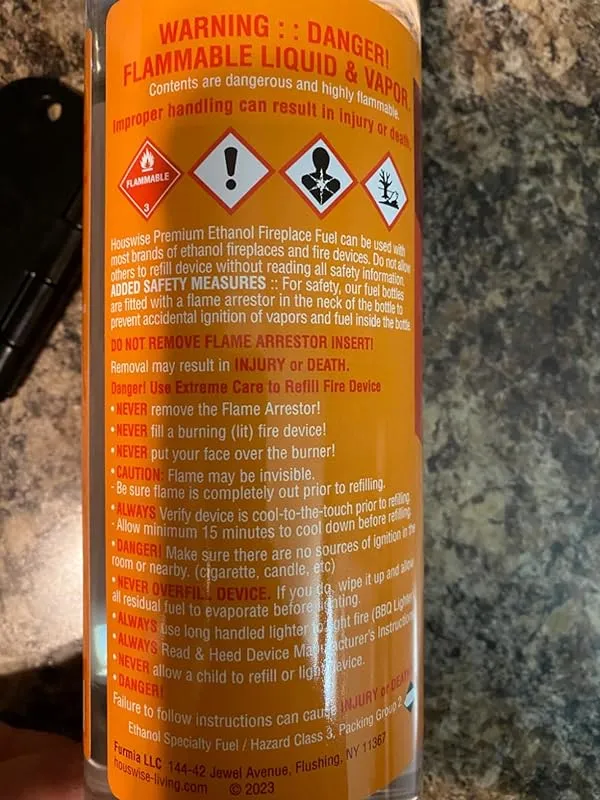 WARNING : : DANGER!
FLAMMABLE LIQUID & VAPOR.
Contents are dangerous and highly flammable.
Improper handling can result in injury or death.
FLAMMABLE
3
Houswise Premium Ethanol Fireplace Fuel can be used with
most brands of ethanol fireplaces and fire devices. Do not allow
others to refill device without reading all safety information.
ADDED SAFETY MEASURES :: For safety, our fuel bottles
are fitted with a flame arrestor in the neck of the bottle to
prevent accidental ignition of vapors and fuel inside the bottle.
DO NOT REMOVE FLAME ARRESTOR INSERT!
Removal may result in INJURY or DEATH.
Danger! Use Extreme Care to Refill Fire Device
• NEVER remove the Flame Arrestor!
• NEVER fill a burning (lit) fire device!
• NEVER put your face over the burner!
• CAUTION: Flame may be invisible.
- Be sure flame is completely out prior to refilling.
• ALWAYS Verify device is cool-to-the-touch prior to refilling.
- Allow minimum 15 minutes to cool down before refilling.
• DANGER! Make sure there are no sources of ignition in the
room or nearby. (cigarette, candle, etc)
• NEVER OVERFILL DEVICE. If you do, wipe it up and allow
all residual fuel to evaporate before lighting.
• ALWAYS use long handled lighter to light fire (BBQ Lighter)
• ALWAYS Read & Heed Device Manufacturer's Instructions
• NEVER allow a child to refill or light device.
• DANGER!
Failure to follow instructions can cause INJURY or DEATH
Ethanol Specialty Fuel / Hazard Class 3, Packing Group 2
Furmia LLC 144-42 Jewel Avenue, Flushing, NY 11367
houswise-living.com © 2023